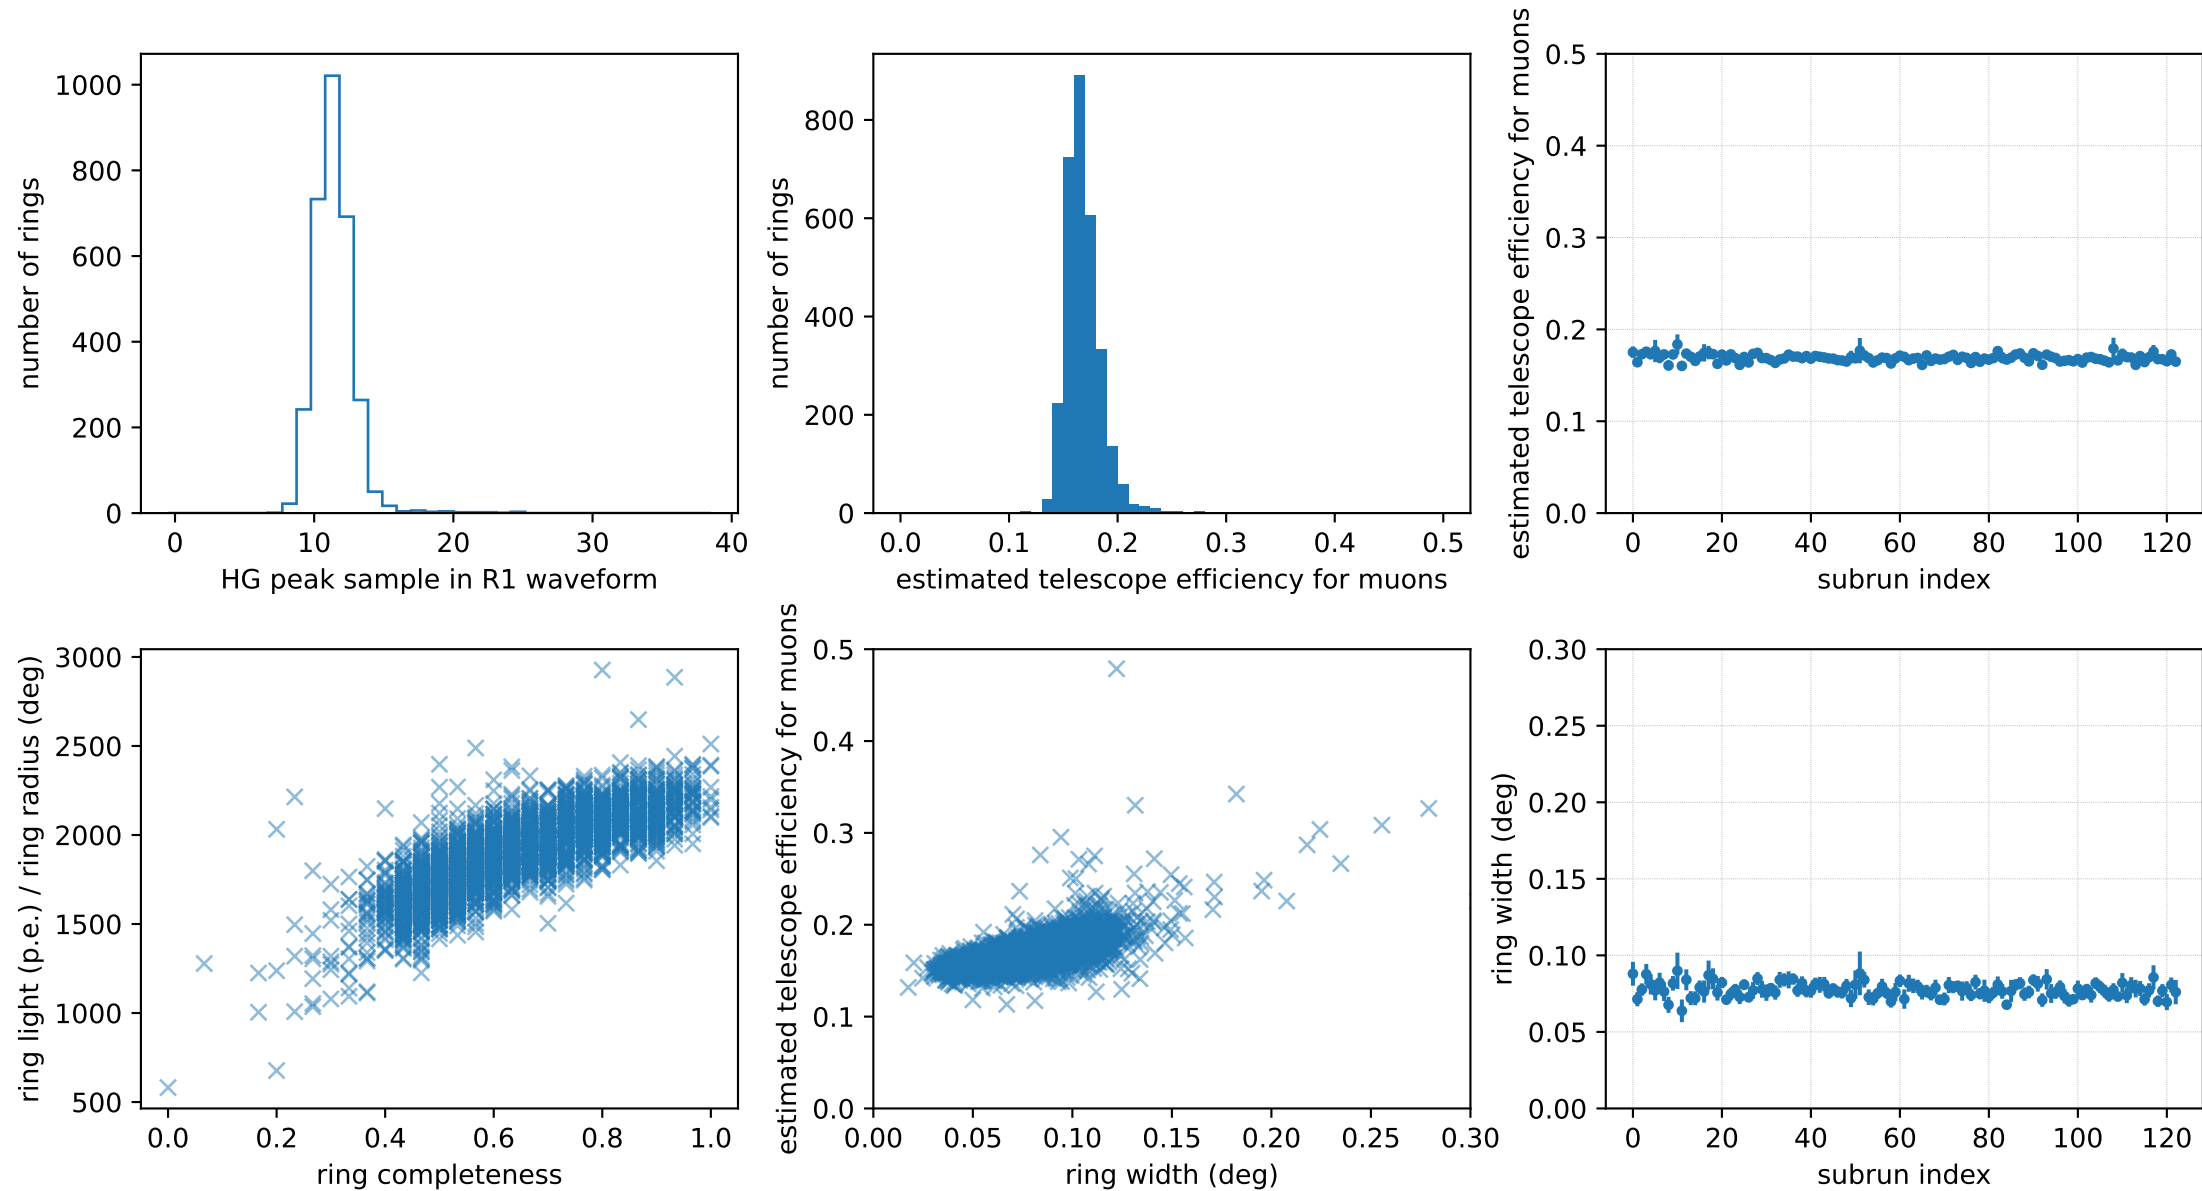 number of rings
1000
800
600
400
200
0
0 10 20 30 40
HG peak sample in R1 waveform
number of rings
800
600
400
200
0
0.0 0.1 0.2 0.3 0.4 0.5
estimated telescope efficiency for muons
estimated telescope efficiency for muons
0.5
0.4
0.3
0.2
0.1
0.0
0 20 40 60 80 100 120
subrun index
ring light (p.e.) / ring radius (deg)
3000
2500
2000
1500
1000
500
0.0 0.2 0.4 0.6 0.8 1.0
ring completeness
estimated telescope efficiency for muons
0.5
0.4
0.3
0.2
0.1
0.0
0.00 0.05 0.10 0.15 0.20 0.25 0.30
ring width (deg)
ring width (deg)
0.30
0.25
0.20
0.15
0.10
0.05
0.00
0 20 40 60 80 100 120
subrun index